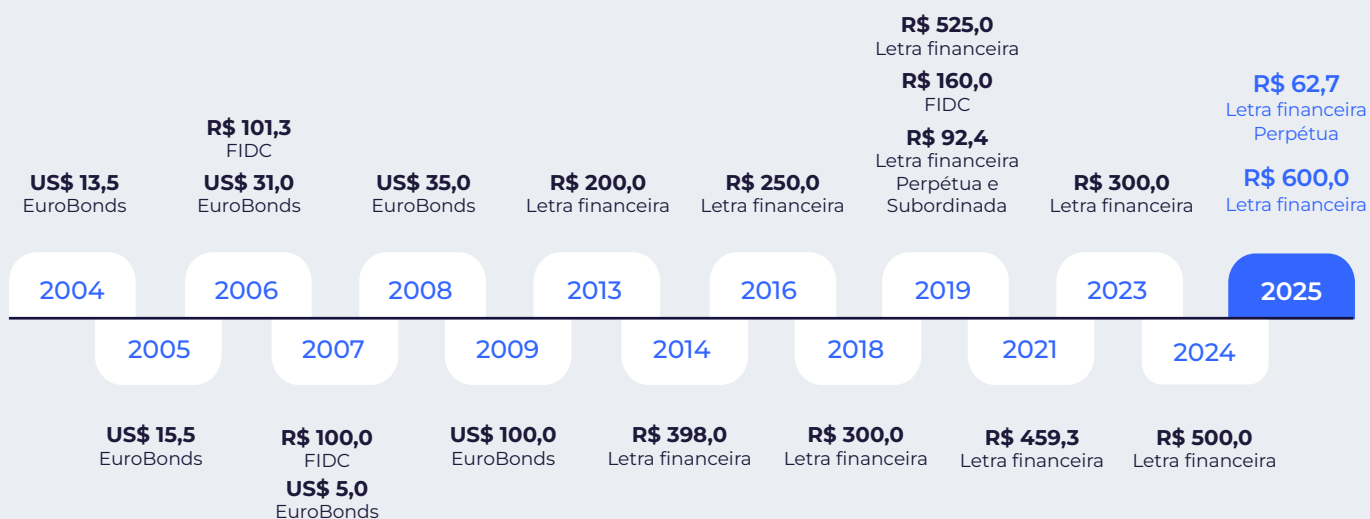 R$ 525,0
Letra financeira
R$ 160,0
FIDC
R$ 92,4
Letra financeira
Perpétua e
Subordinada
R$ 62,7
Letra financeira
Perpétua
R$ 600,0
Letra financeira
R$ 101,3
FIDC
US$ 31,0
EuroBonds
US$ 13,5
EuroBonds
US$ 35,0
EuroBonds
R$ 200,0
Letra financeira
R$ 250,0
Letra financeira
R$ 300,0
Letra financeira
2004
2006
2008
2013
2016
2019
2023
2025
2005
2007
2009
2014
2018
2021
2024
US$ 15,5
EuroBonds
R$ 100,0
FIDC
US$ 5,0
EuroBonds
US$ 100,0
EuroBonds
R$ 398,0
Letra financeira
R$ 300,0
Letra financeira
R$ 459,3
Letra financeira
R$ 500,0
Letra financeira